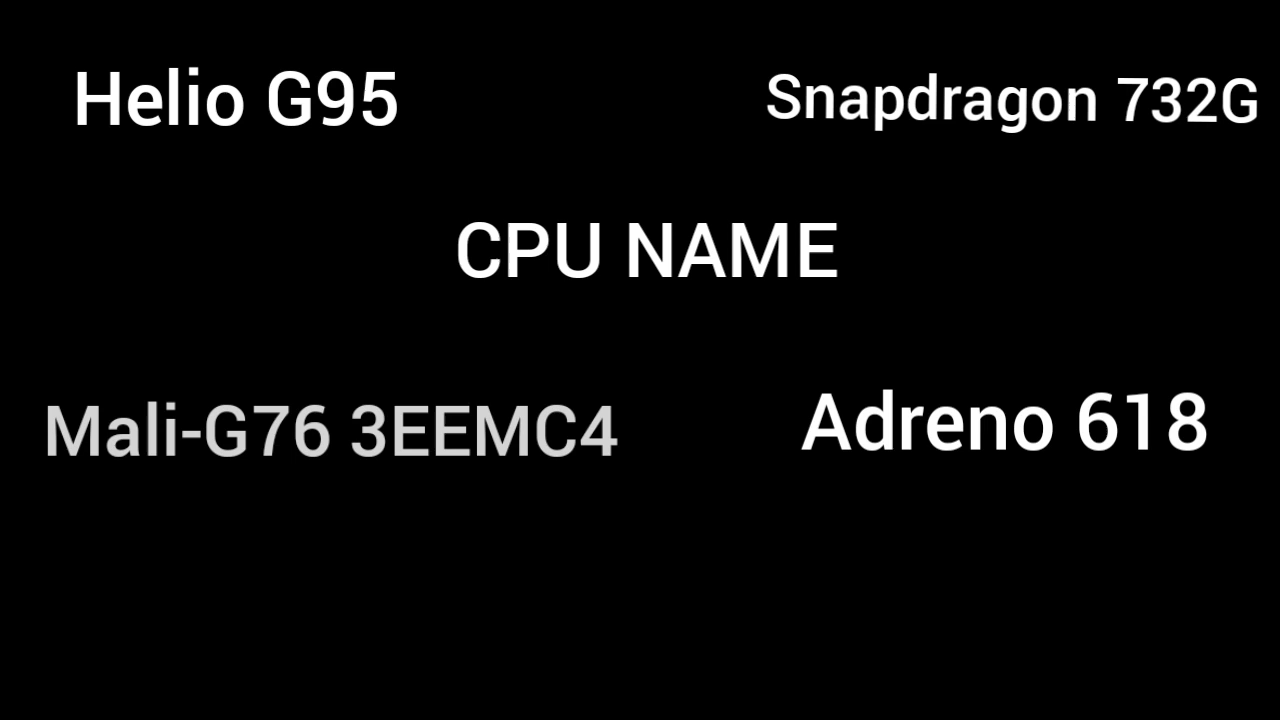 Helio G95
Snapdragon 732G
CPU NAME
Mali-G76 3EEMC4
Adreno 618